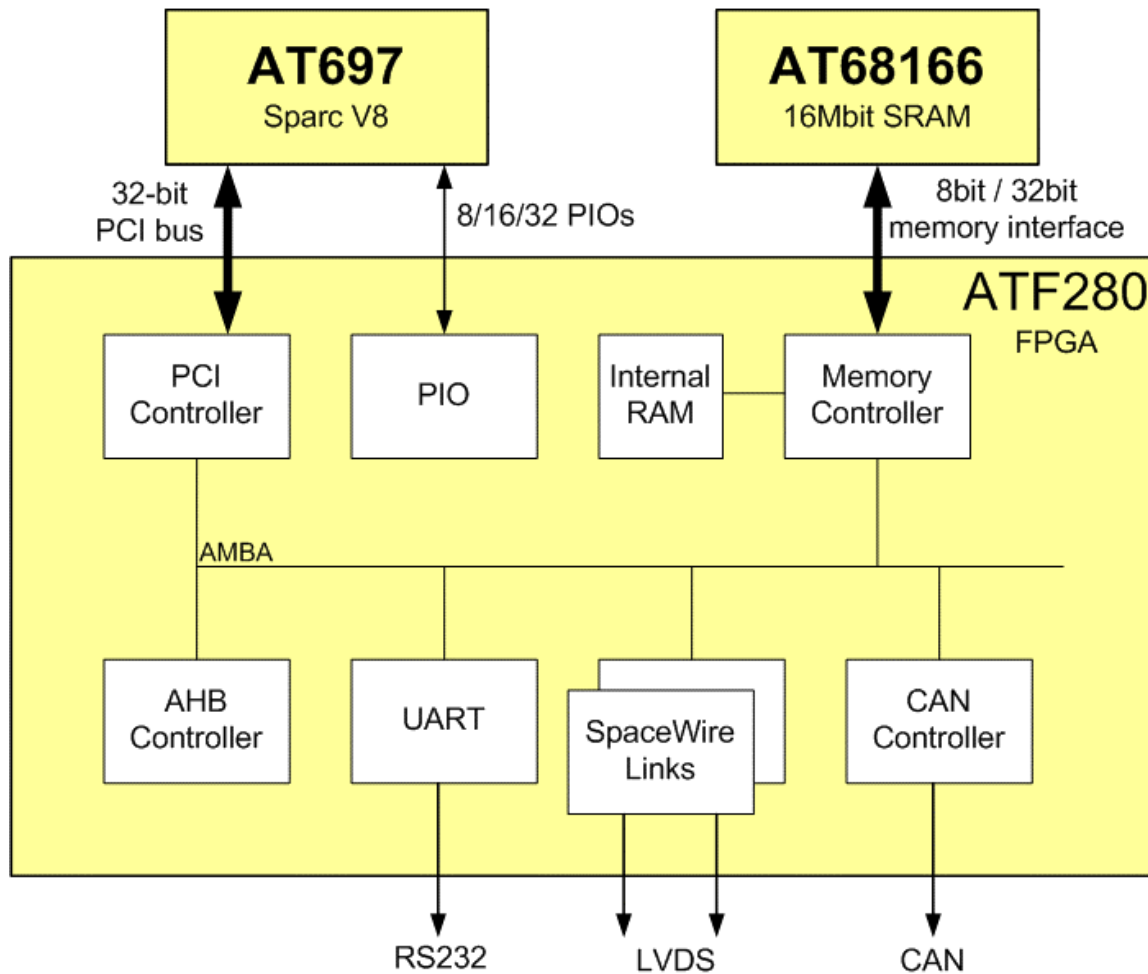 AT697
Sparc V8
AT68166
16Mbit SRAM
32-bit
PCI bus
8/16/32 PIOs
8bit / 32bit
memory interface
ATF280
FPGA
PCI
Controller
PIO
Internal
RAM
Memory
Controller
AMBA
AHB
Controller
UART
SpaceWire
Links
CAN
Controller
RS232
LVDS
CAN